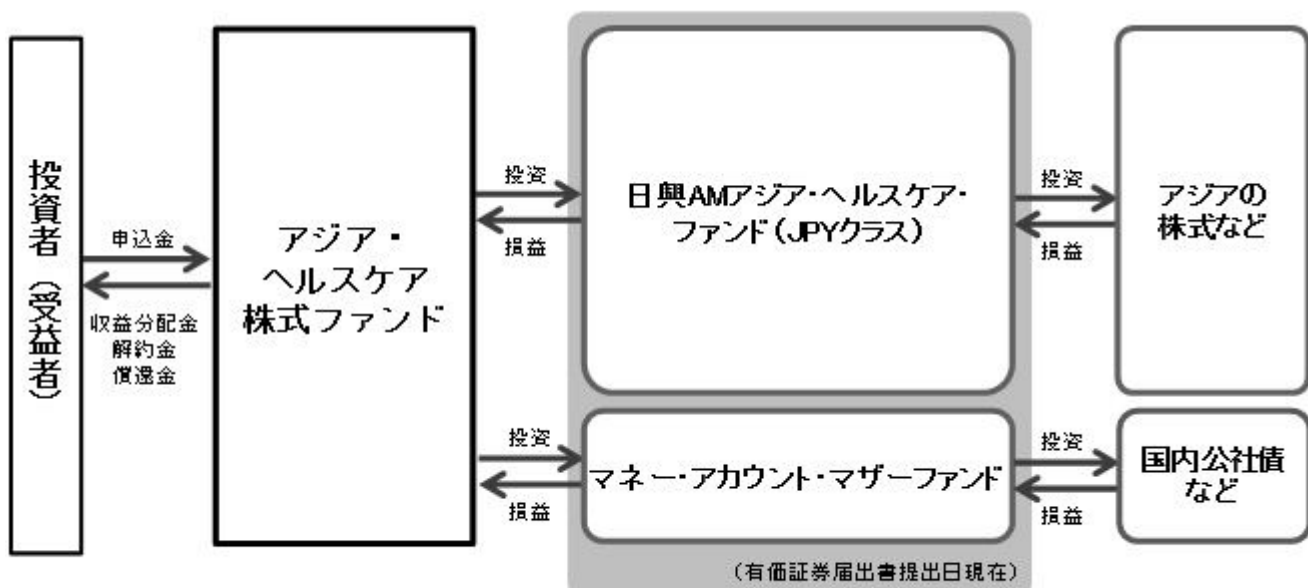 投資者（受益者）
申込金
収益分配金
解約金
償還金
アジア・
ヘルスケア
株式ファンド
投資
損益
日興AMアジア・ヘルスケア・
ファンド（JPYクラス）
投資
損益
アジアの
株式など
投資
損益
マネー・アカウント・マザーファンド
投資
損益
国内公社債
など
（有価証券届出書提出日現在）